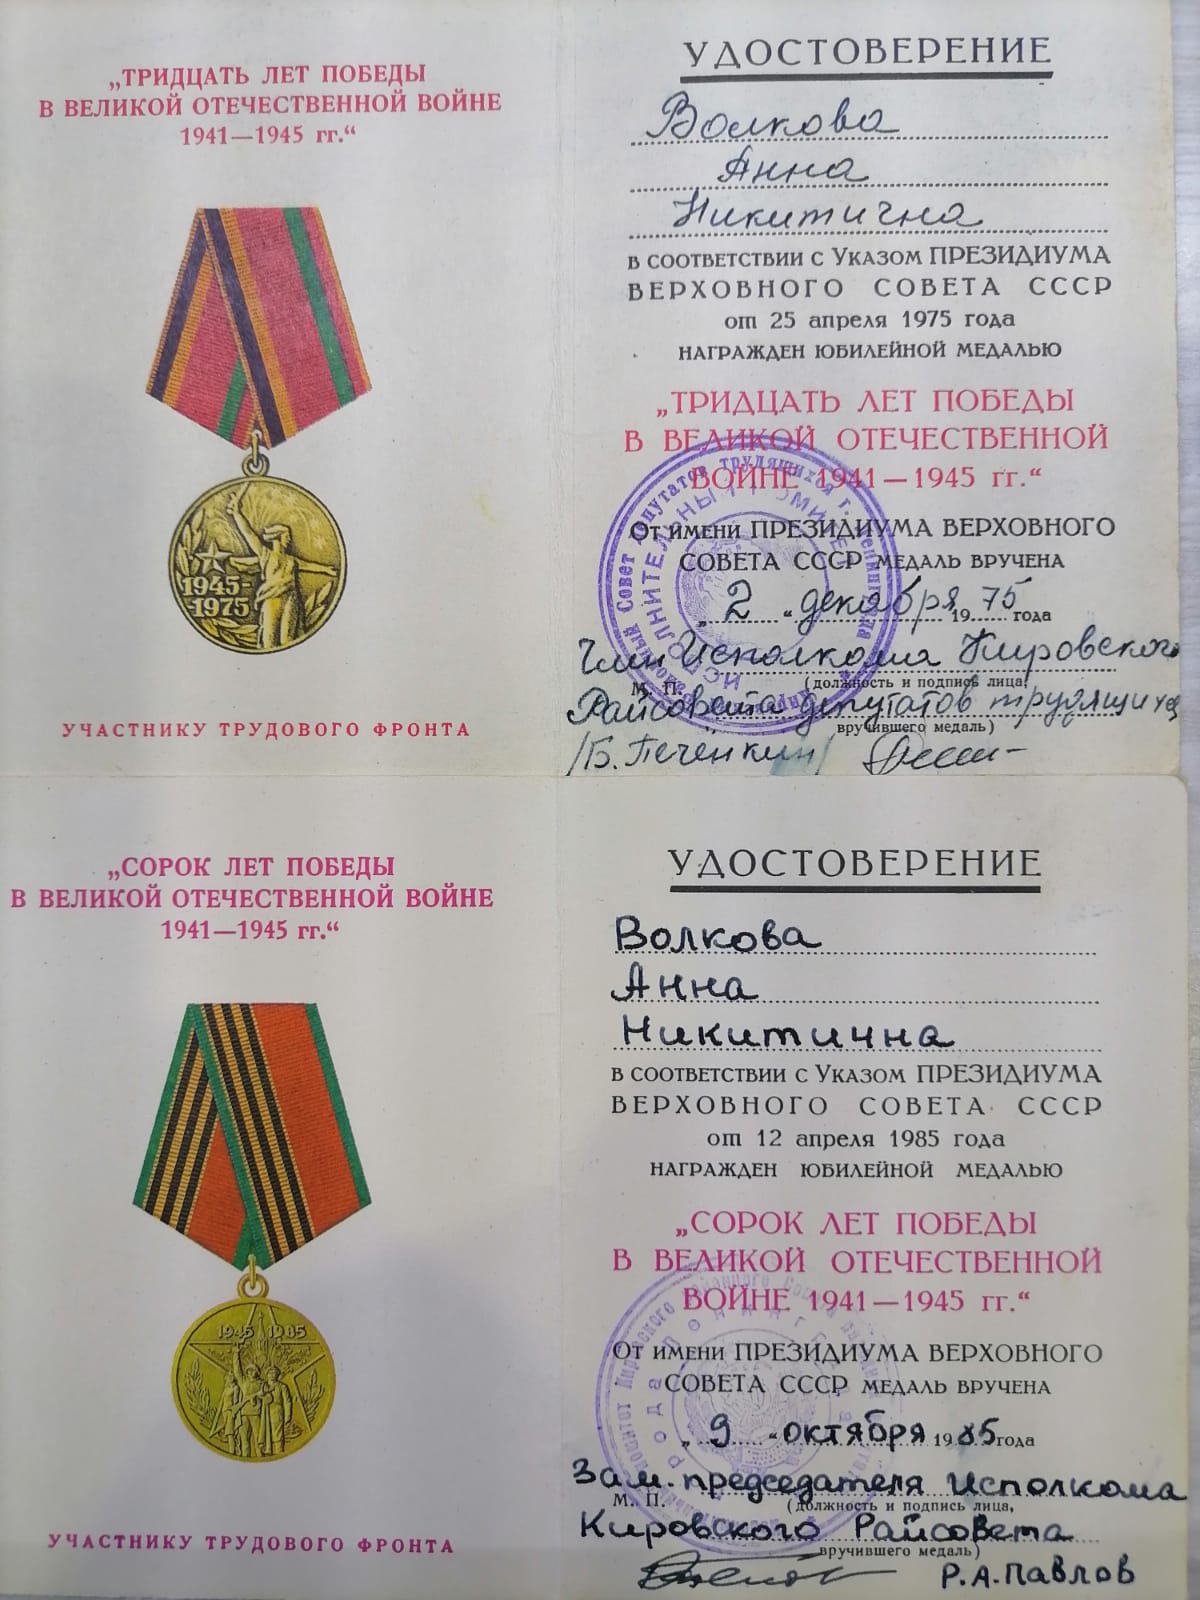 „ТРИДЦАТЬ ЛЕТ ПОБЕДЫ
В ВЕЛИКОЙ ОТЕЧЕСТВЕННОЙ ВОЙНЕ
1941—1945 гг.“
1945-
1975
УЧАСТНИКУ ТРУДОВОГО ФРОНТА
УДОСТОВЕРЕНИЕ
Волкова
Анна
Никитична
в соответствии с Указом ПРЕЗИДИУМА
ВЕРХОВНОГО СОВЕТА СССР
от 25 апреля 1975 года
НАГРАЖДЕН ЮБИЛЕЙНОЙ МЕДАЛЬЮ
„ТРИДЦАТЬ ЛЕТ ПОБЕДЫ
В ВЕЛИКОЙ ОТЕЧЕСТВЕННОЙ
ВОЙНЕ 1941—1945 гг.“
От имени ПРЕЗИДИУМА ВЕРХОВНОГО
СОВЕТА СССР МЕДАЛЬ ВРУЧЕНА
„2“ декабря 1975 года
Член Исполкома Кировского
М. П. (должность и подпись лица,
Райсовета депутатов трудящихся
вручившего медаль)
/Б. Печенкин/
„СОРОК ЛЕТ ПОБЕДЫ
В ВЕЛИКОЙ ОТЕЧЕСТВЕННОЙ ВОЙНЕ
1941—1945 гг.“
1945 1985
УЧАСТНИКУ ТРУДОВОГО ФРОНТА
УДОСТОВЕРЕНИЕ
Волкова
Анна
Никитична
в соответствии с Указом ПРЕЗИДИУМА
ВЕРХОВНОГО СОВЕТА СССР
от 12 апреля 1985 года
НАГРАЖДЕН ЮБИЛЕЙНОЙ МЕДАЛЬЮ
„СОРОК ЛЕТ ПОБЕДЫ
В ВЕЛИКОЙ ОТЕЧЕСТВЕННОЙ
ВОЙНЕ 1941—1945 гг.“
От имени ПРЕЗИДИУМА ВЕРХОВНОГО
СОВЕТА СССР МЕДАЛЬ ВРУЧЕНА
„9“ октября 1985 года
Зам. председателя Исполкома
М. П. (должность и подпись лица,
Кировского Райсовета
вручившего медаль)
Р.А.Павлов